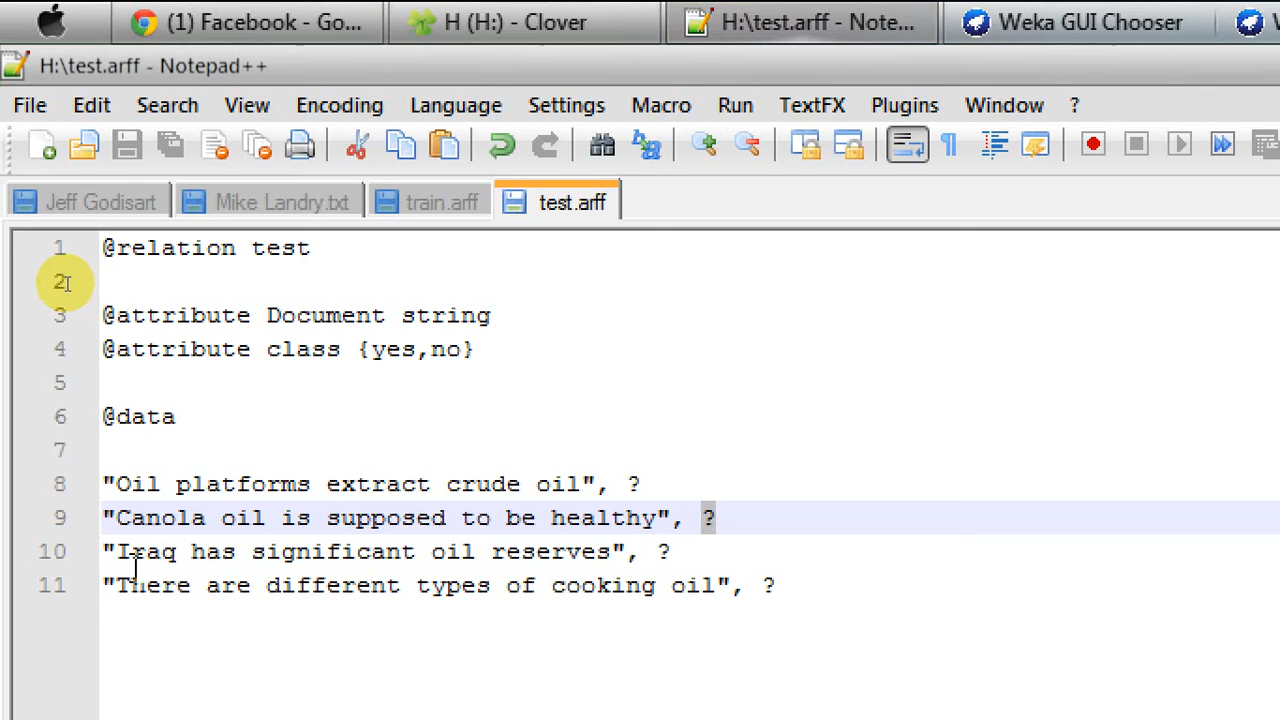 (1) Facebook - Go...
H (H:) - Clover
H:\test.arff - Note...
Weka GUI Chooser
H:\test.arff - Notepad++
File Edit Search View Encoding Language Settings Macro Run TextFX Plugins Window ?
Jeff Godisart
Mike Landry.txt
train.arff
test.arff
1 @relation test
2
3 @attribute Document string
4 @attribute class {yes,no}
5
6 @data
7
8 "Oil platforms extract crude oil", ?
9 "Canola oil is supposed to be healthy", ?
10 "Iraq has significant oil reserves", ?
11 "There are different types of cooking oil", ?